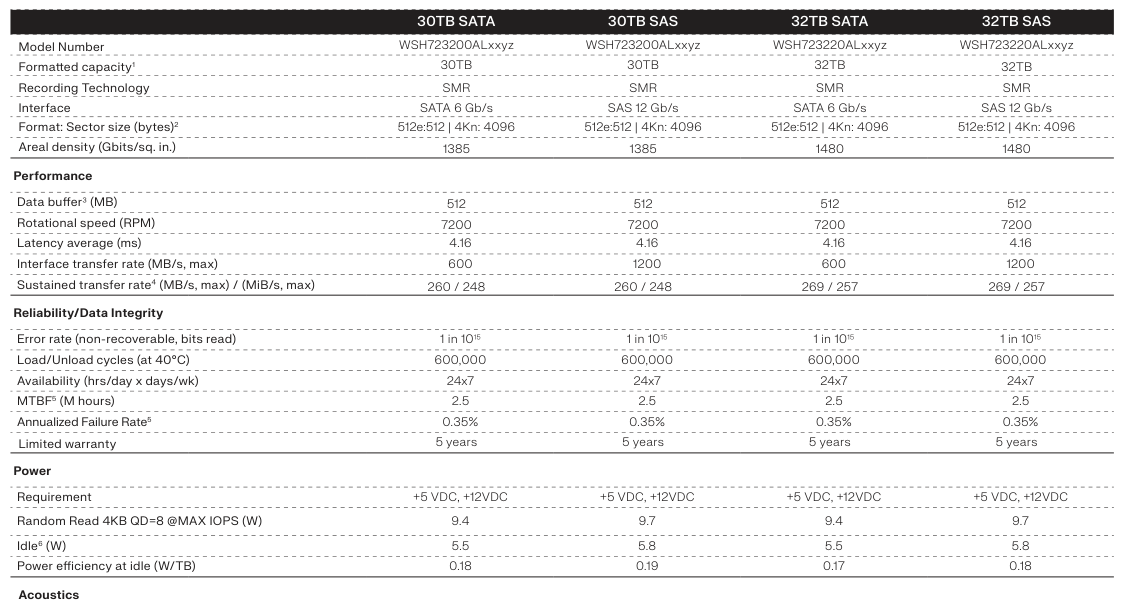 30TB SATA 30TB SAS 32TB SATA 32TB SAS
Model Number WSH723200ALxxyz WSH723200ALxxyz WSH723220ALxxyz WSH723220ALxxyz
Formatted capacity¹ 30TB 30TB 32TB 32TB
Recording Technology SMR SMR SMR SMR
Interface SATA 6 Gb/s SAS 12 Gb/s SATA 6 Gb/s SAS 12 Gb/s
Format: Sector size (bytes)² 512e:512 | 4Kn: 4096 512e:512 | 4Kn: 4096 512e:512 | 4Kn: 4096 512e:512 | 4Kn: 4096
Areal density (Gbits/sq. in.) 1385 1385 1480 1480
Performance
Data buffer³ (MB) 512 512 512 512
Rotational speed (RPM) 7200 7200 7200 7200
Latency average (ms) 4.16 4.16 4.16 4.16
Interface transfer rate (MB/s, max) 600 1200 600 1200
Sustained transfer rate⁴ (MB/s, max) / (MiB/s, max) 260 / 248 260 / 248 269 / 257 269 / 257
Reliability/Data Integrity
Error rate (non-recoverable, bits read) 1 in 10¹⁵ 1 in 10¹⁵ 1 in 10¹⁵ 1 in 10¹⁵
Load/Unload cycles (at 40°C) 600,000 600,000 600,000 600,000
Availability (hrs/day x days/wk) 24x7 24x7 24x7 24x7
MTBF⁵ (M hours) 2.5 2.5 2.5 2.5
Annualized Failure Rate⁵ 0.35% 0.35% 0.35% 0.35%
Limited warranty 5 years 5 years 5 years 5 years
Power
Requirement +5 VDC, +12VDC +5 VDC, +12VDC +5 VDC, +12VDC +5 VDC, +12VDC
Random Read 4KB QD=8 @MAX IOPS (W) 9.4 9.7 9.4 9.7
Idle⁶ (W) 5.5 5.8 5.5 5.8
Power efficiency at idle (W/TB) 0.18 0.19 0.17 0.18
Acoustics